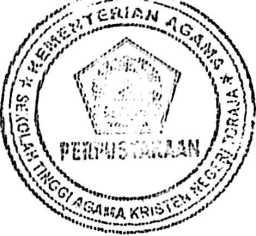 KEMENTERIAN AGAMA
PERPUSTAKAAN
SEKOLAH TINGGI AGAMA KRISTEN NEGERI TORAJA